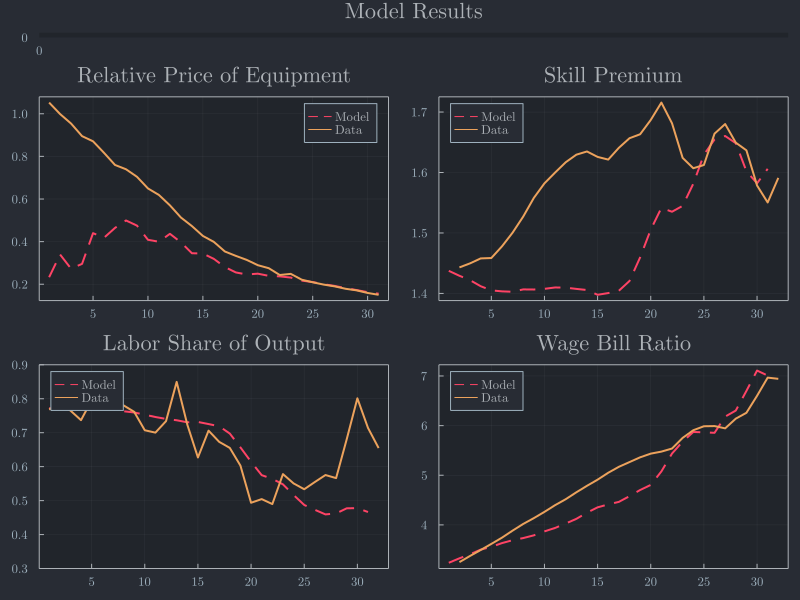 Model Results
0
0
Relative Price of Equipment
Model
Data
1.0
0.8
0.6
0.4
0.2
5 10 15 20 25 30
Skill Premium
Model
Data
1.7
1.6
1.5
1.4
5 10 15 20 25 30
Labor Share of Output
Model
Data
0.9
0.8
0.7
0.6
0.5
0.4
0.3
5 10 15 20 25 30
Wage Bill Ratio
Model
Data
7
6
5
4
5 10 15 20 25 30